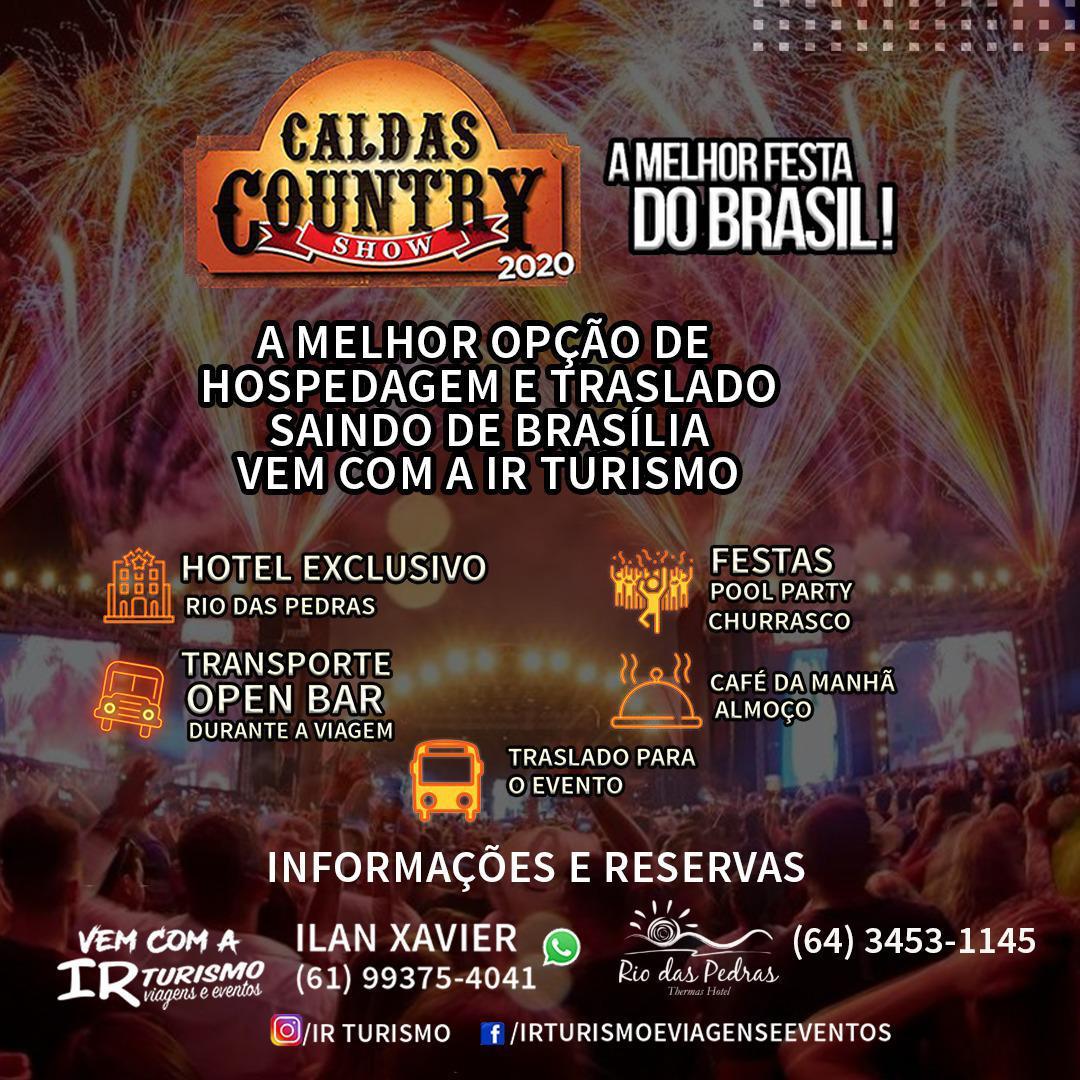 CALDAS
COUNTRY
SHOW
2020
A MELHOR FESTA
DO BRASIL!
A MELHOR OPÇÃO DE
HOSPEDAGEM E TRASLADO
SAINDO DE BRASÍLIA
VEM COM A IR TURISMO
HOTEL EXCLUSIVO
RIO DAS PEDRAS
FESTAS
POOL PARTY
CHURRASCO
TRANSPORTE
OPEN BAR
DURANTE A VIAGEM
CAFÉ DA MANHÃ
ALMOÇO
TRASLADO PARA
O EVENTO
INFORMAÇÕES E RESERVAS
VEM COM A
IR TURISMO
viagens e eventos
ILAN XAVIER
(61) 99375-4041
Rio das Pedras
Thermas Hotel
(64) 3453-1145
/IR TURISMO
/IRTURISMOEVIAGENSEEVENTOS